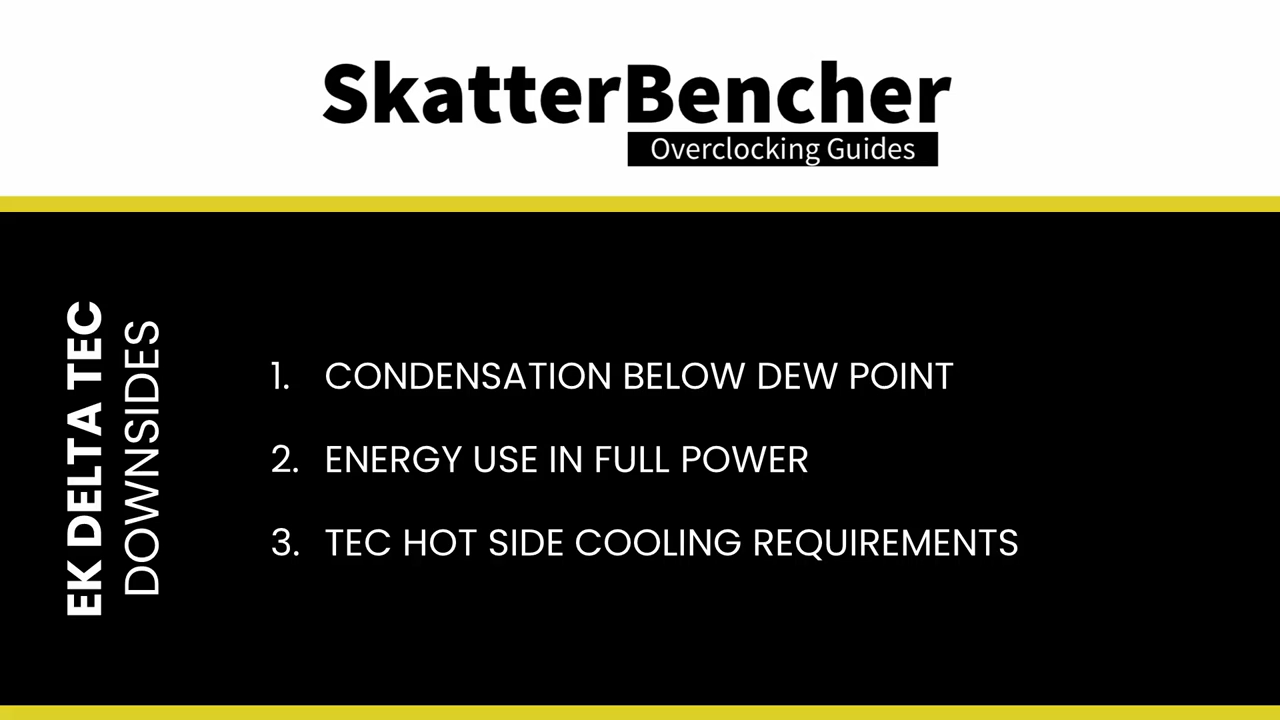 SkatterBencher
Overclocking Guides
EK DELTA TEC
DOWNSIDES
1. CONDENSATION BELOW DEW POINT
2. ENERGY USE IN FULL POWER
3. TEC HOT SIDE COOLING REQUIREMENTS